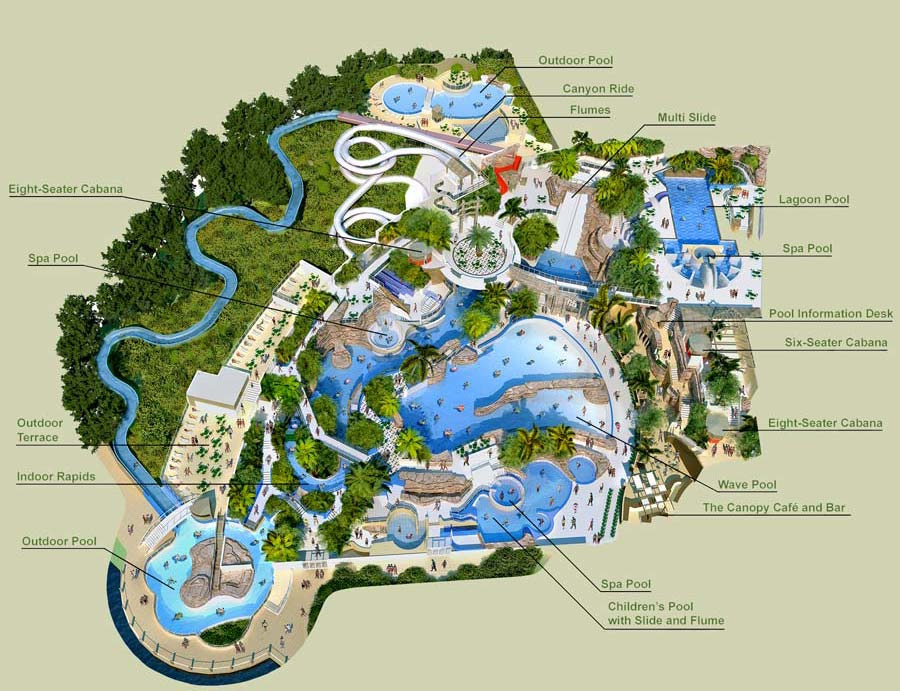 Outdoor Pool
Canyon Ride
Flumes
Multi Slide
Eight-Seater Cabana
Lagoon Pool
Spa Pool
Spa Pool
Pool Information Desk
Six-Seater Cabana
Outdoor
Terrace
Eight-Seater Cabana
Indoor Rapids
Wave Pool
The Canopy Café and Bar
Outdoor Pool
Spa Pool
Children's Pool
with Slide and Flume